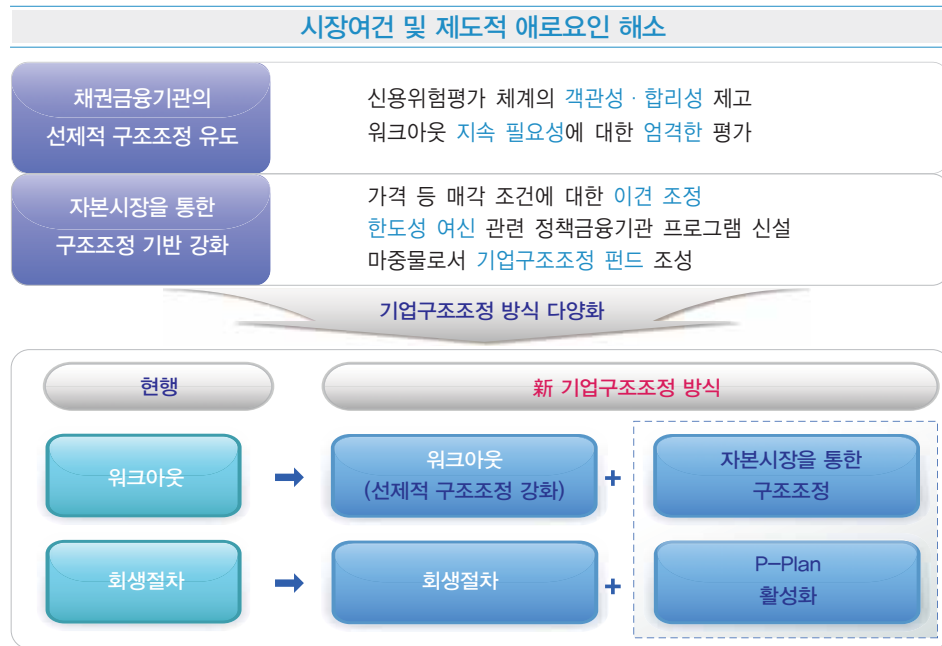 시장여건 및 제도적 애로요인 해소
채권금융기관의
선제적 구조조정 유도
신용위험평가 체계의 객관성 · 합리성 제고
워크아웃 지속 필요성에 대한 엄격한 평가
자본시장을 통한
구조조정 기반 강화
가격 등 매각 조건에 대한 이견 조정
한도성 여신 관련 정책금융기관 프로그램 신설
마중물로서 기업구조조정 펀드 조성
기업구조조정 방식 다양화
현행
新 기업구조조정 방식
워크아웃
워크아웃
(선제적 구조조정 강화)
+
자본시장을 통한
구조조정
회생절차
회생절차
+
P-Plan
활성화